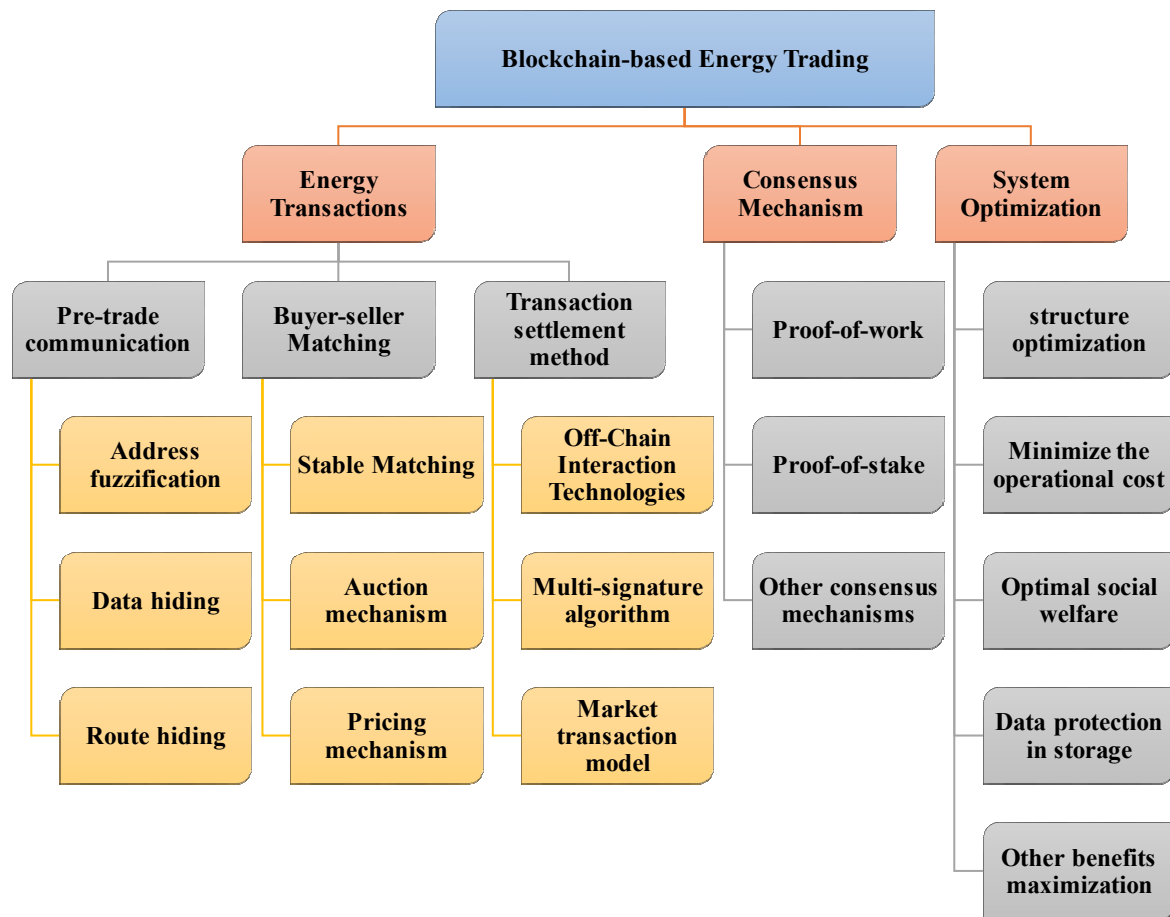 Blockchain-based Energy Trading
Energy
Transactions
Consensus
Mechanism
System
Optimization
Pre-trade
communication
Buyer-seller
Matching
Transaction
settlement
method
Proof-of-work
structure
optimization
Address
fuzzification
Stable Matching
Off-Chain
Interaction
Technologies
Proof-of-stake
Minimize the
operational cost
Data hiding
Auction
mechanism
Multi-signature
algorithm
Other consensus
mechanisms
Optimal social
welfare
Route hiding
Pricing
mechanism
Market
transaction
model
Data protection
in storage
Other benefits
maximization